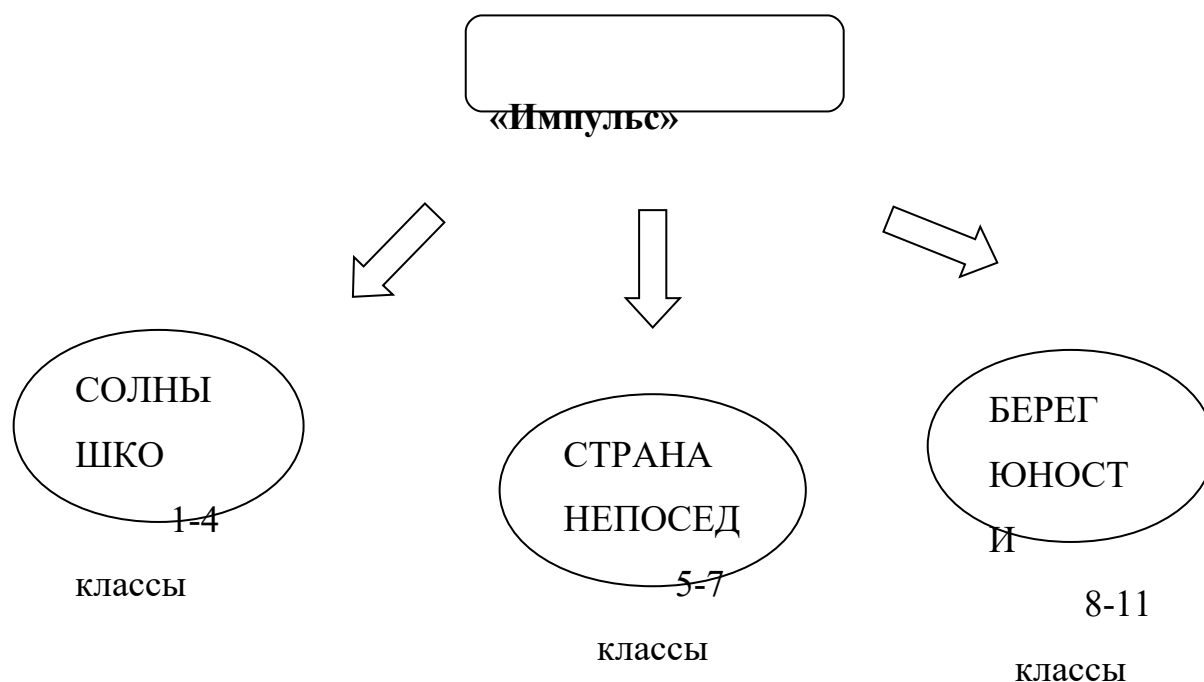 «Импульс»
СОЛНЫ
ШКО
1-4
классы
СТРАНА
НЕПОСЕД
5-7
классы
БЕРЕГ
ЮНОСТ
И
8-11
классы